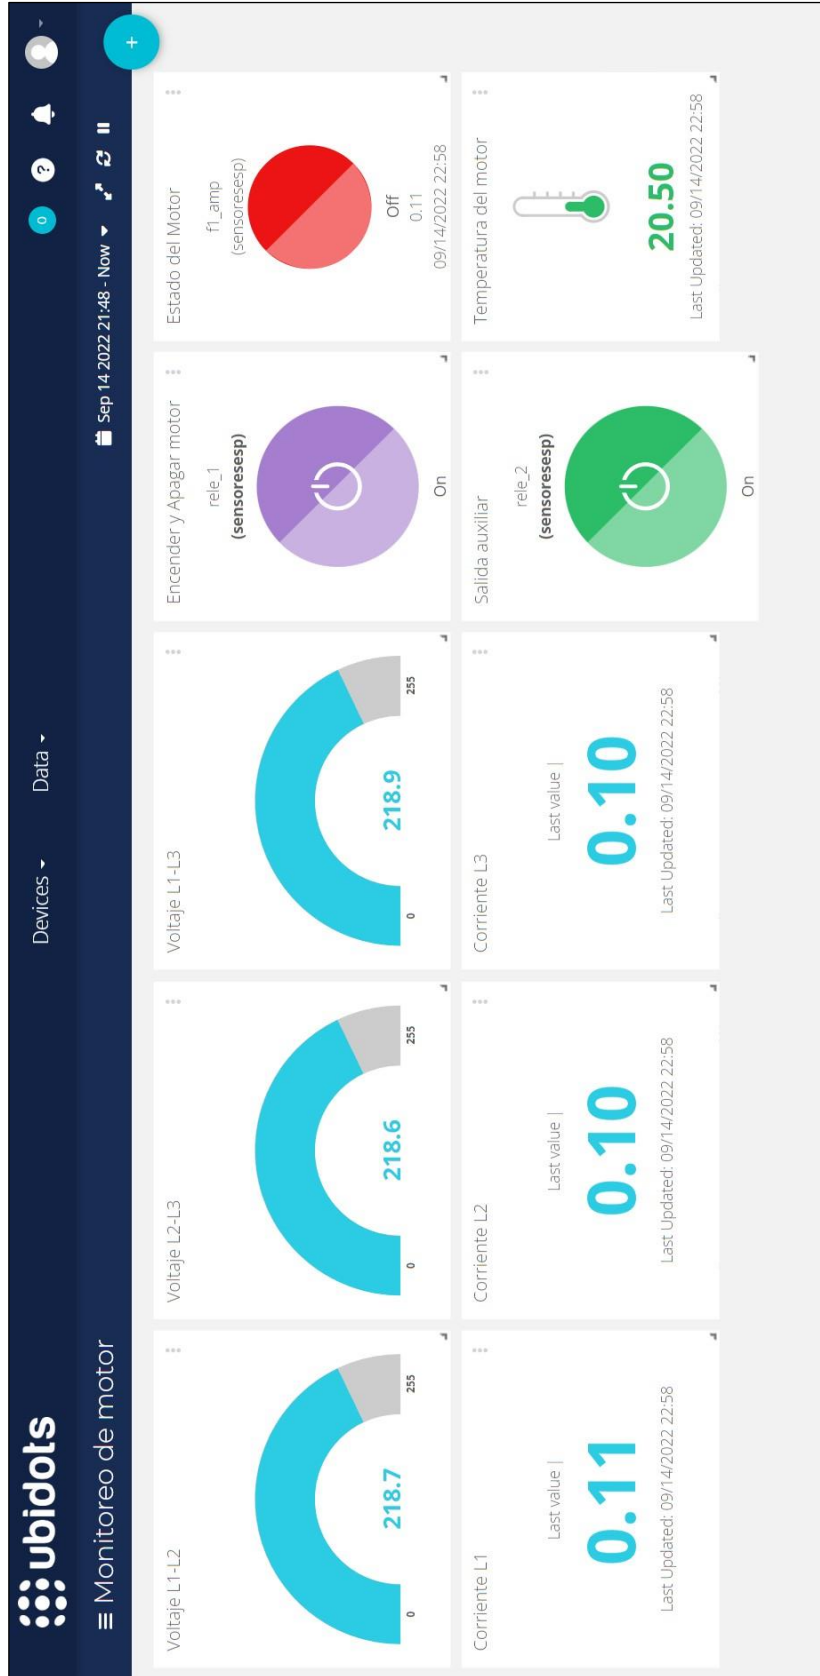 ubidots
Devices
Data
0
?
Monitoreo de motor
Sep 14 2022 21:48 - Now
+
Voltaje L1-L2
218.7
0
255
Voltaje L2-L3
218.6
0
255
Voltaje L1-L3
218.9
0
255
Encender y Apagar motor
rele_1
(sensoresesp)
On
Estado del Motor
f1_amp
(sensoresesp)
Off
0.11
09/14/2022 22:58
Corriente L1
Last value |
0.11
Last Updated: 09/14/2022 22:58
Corriente L2
Last value |
0.10
Last Updated: 09/14/2022 22:58
Corriente L3
Last value |
0.10
Last Updated: 09/14/2022 22:58
Salida auxiliar
rele_2
(sensoresesp)
On
Temperatura del motor
20.50
Last Updated: 09/14/2022 22:58